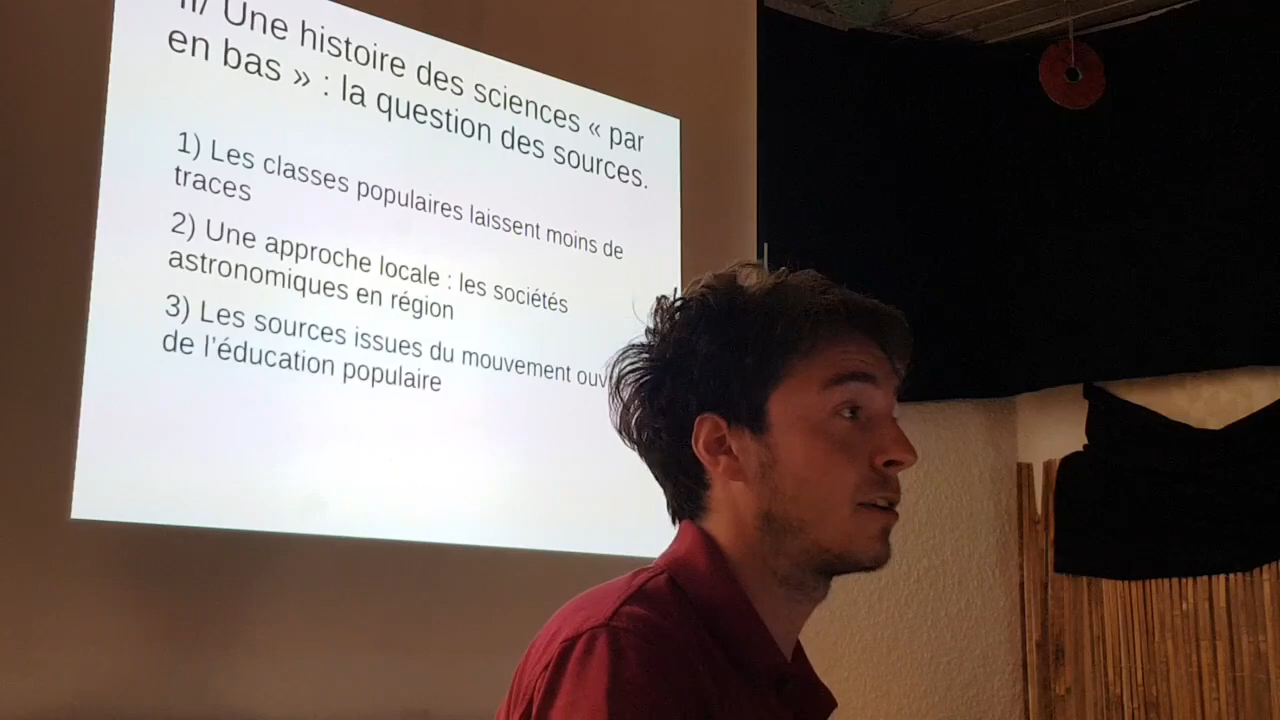 II/ Une histoire des sciences « par
en bas » : la question des sources.
1) Les classes populaires laissent moins de
traces
2) Une approche locale : les sociétés
astronomiques en région
3) Les sources issues du mouvement
de l'éducation populaire